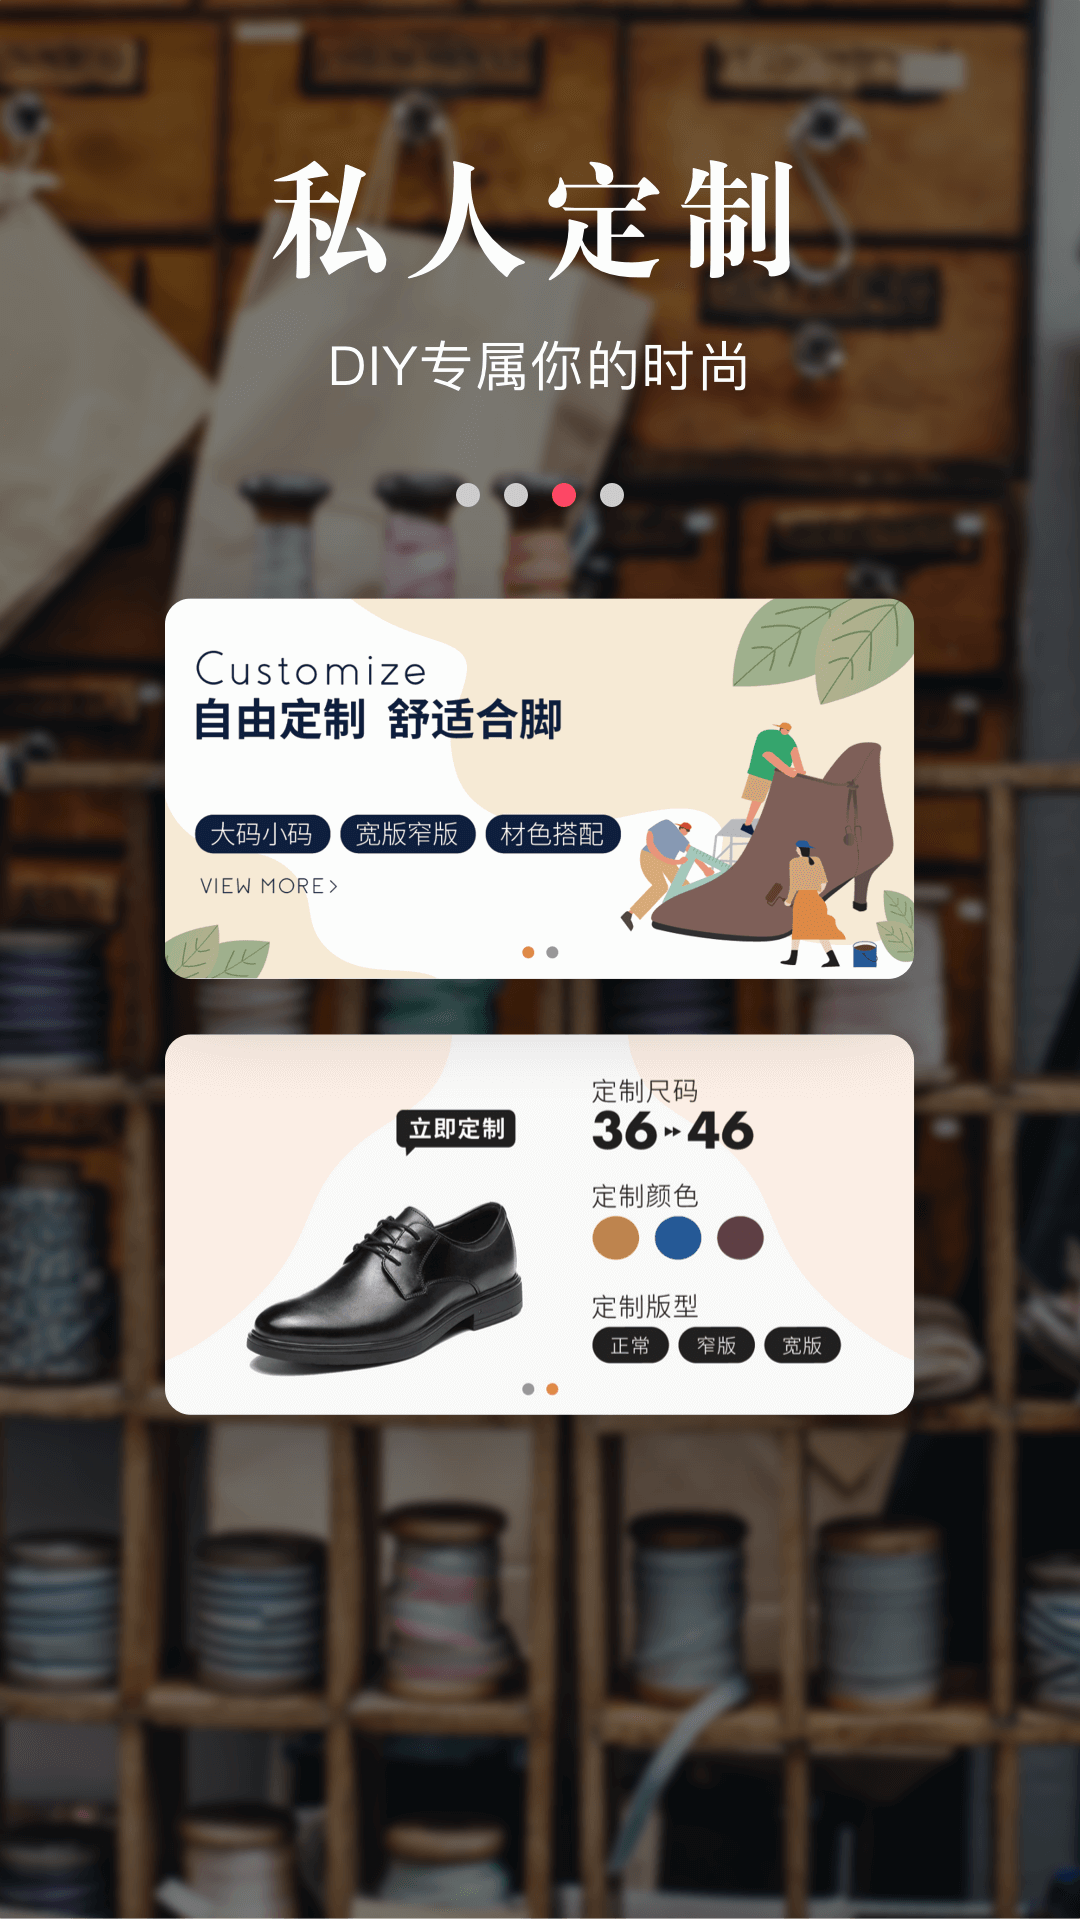 私人定制
DIY专属你的时尚
Customize
自由定制 舒适合脚
大码小码 宽版窄版 材色搭配
VIEW MORE>
立即定制
定制尺码
36 46
定制颜色
定制版型
正常 窄版 宽版